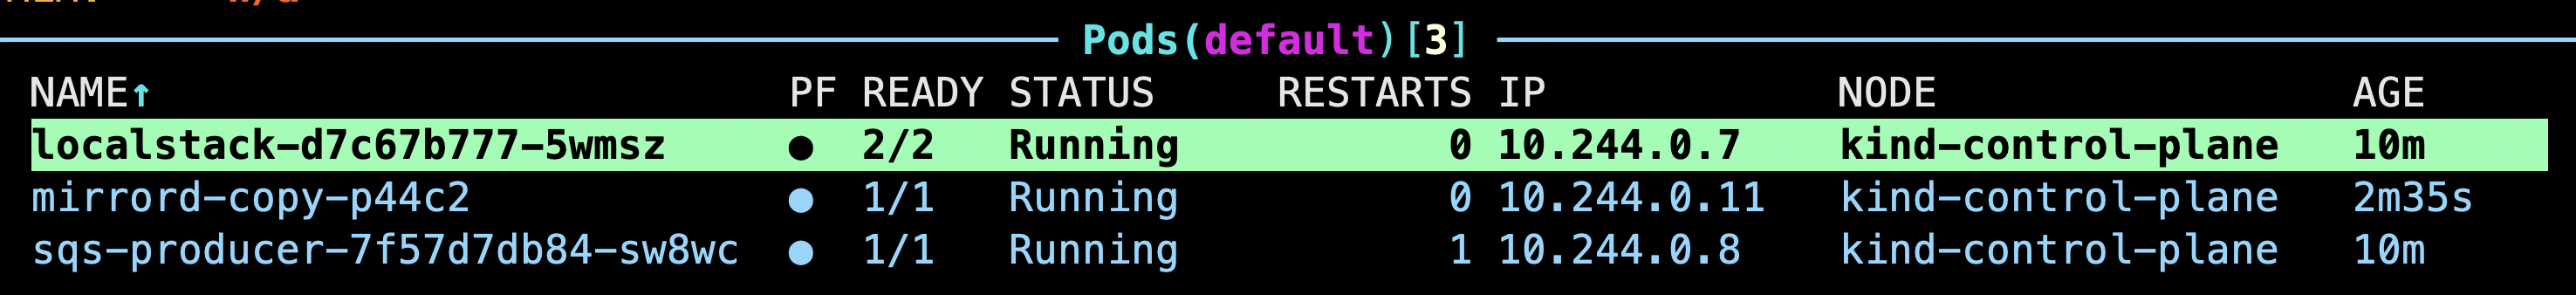 Pods(default)[3]
NAME↑ PF READY STATUS RESTARTS IP NODE AGE
localstack-d7c67b777-5wmsz ● 2/2 Running 0 10.244.0.7 kind-control-plane 10m
mirrord-copy-p44c2 ● 1/1 Running 0 10.244.0.11 kind-control-plane 2m35s
sqs-producer-7f57d7db84-sw8wc ● 1/1 Running 1 10.244.0.8 kind-control-plane 10m